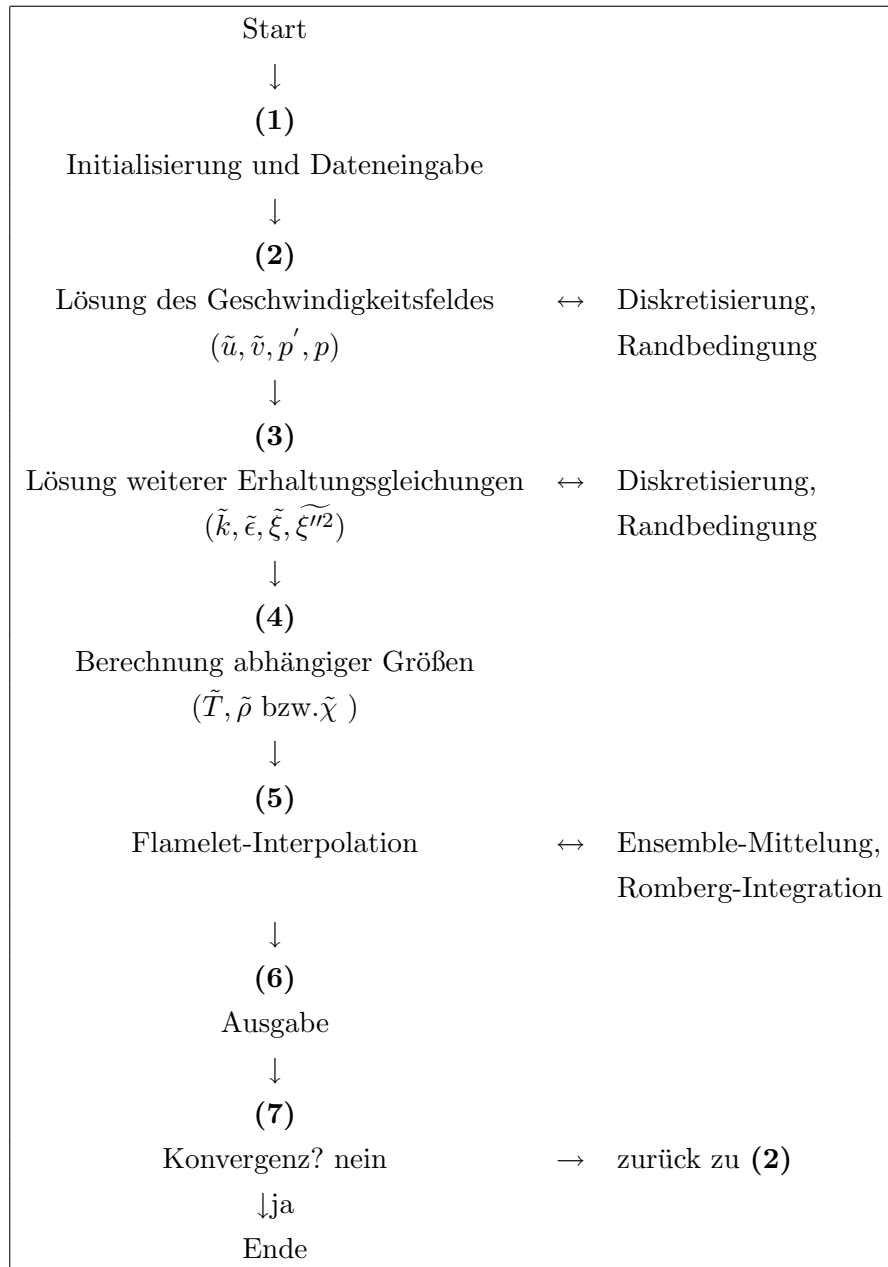 Start
↓
(1)
Initialisierung und Dateneingabe
↓
(2)
Lösung des Geschwindigkeitsfeldes ↔ Diskretisierung,
(ũ, ṽ, p′, p) Randbedingung
↓
(3)
Lösung weiterer Erhaltungsgleichungen ↔ Diskretisierung,
(k̃, ϵ̃, ξ̃, \widetilde{ξ″2}) Randbedingung
↓
(4)
Berechnung abhängiger Größen
(T̃, ρ̃ bzw.χ̃ )
↓
(5)
Flamelet-Interpolation ↔ Ensemble-Mittelung,
Romberg-Integration
↓
(6)
Ausgabe
↓
(7)
Konvergenz? nein → zurück zu (2)
↓ja
Ende